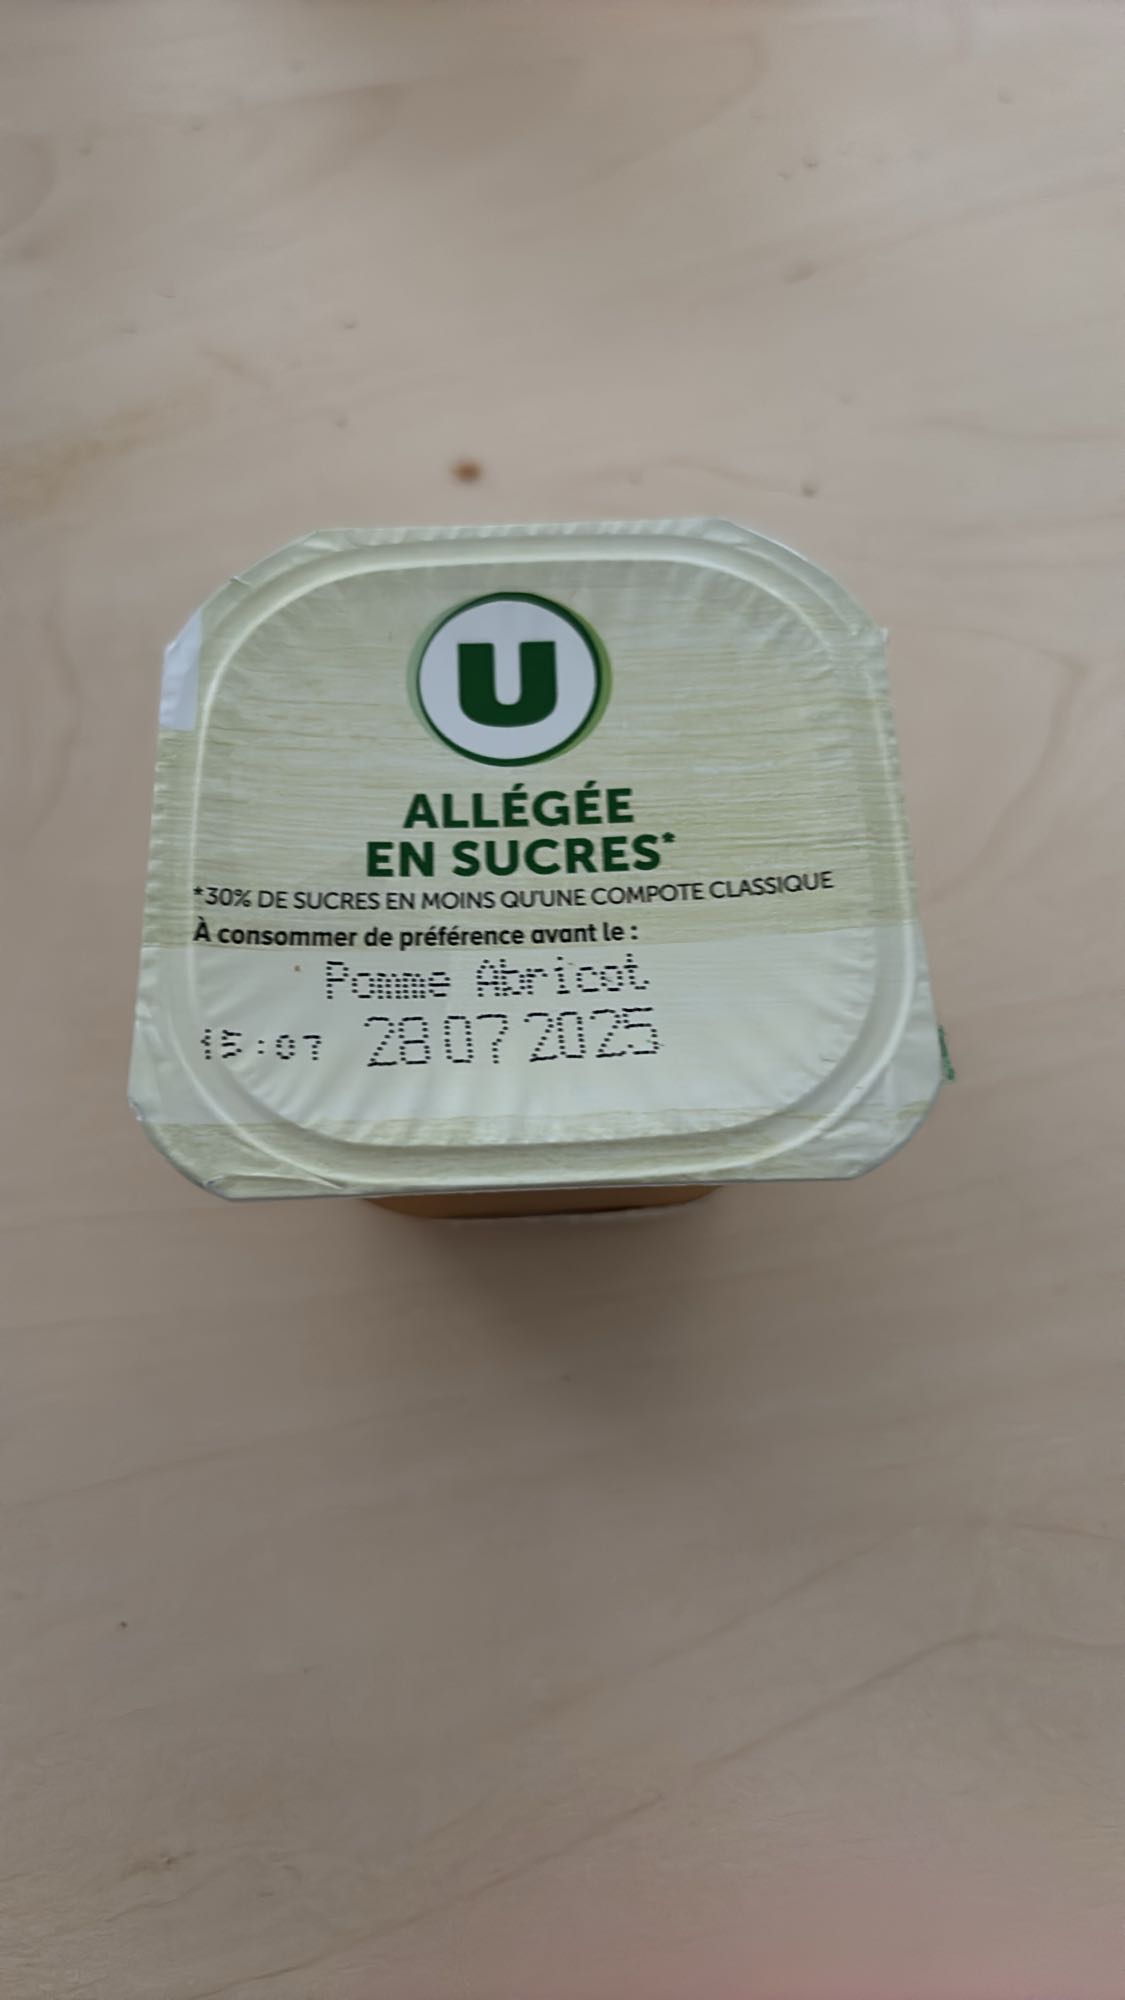 U
ALLÉGÉE
EN SUCRES*
*30% DE SUCRES EN MOINS QU'UNE COMPOTE CLASSIQUE
À consommer de préférence avant le :
Pomme Abricot
15:07 28 07 2025